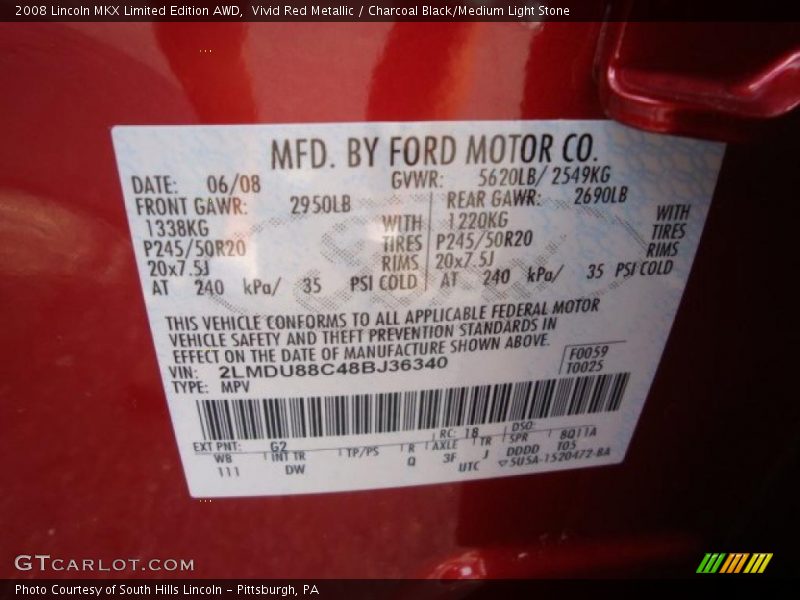 2008 Lincoln MKX Limited Edition AWD,  Vivid Red Metallic / Charcoal Black/Medium Light Stone
MFD. BY FORD MOTOR CO.
DATE: 06/08 GVWR: 5620LB/ 2549KG
FRONT GAWR: 2950LB REAR GAWR: 2690LB
1338KG WITH 1220KG WITH
P245/50R20 TIRES P245/50R20 TIRES
20x7.5J RIMS 20x7.5J RIMS
AT 240 kPa/ 35 PSI COLD AT 240 kPa/ 35 PSI COLD
THIS VEHICLE CONFORMS TO ALL APPLICABLE FEDERAL MOTOR
VEHICLE SAFETY AND THEFT PREVENTION STANDARDS IN
EFFECT ON THE DATE OF MANUFACTURE SHOWN ABOVE.
VIN: 2LMDU88C48BJ36340 F0059
TYPE: MPV T0025
EXT PNT: G2 RC: 18 DSO:
WB INT TR TP/PS R AXLE TR SPR 8Q11A
111 DW Q 3F J DDDD T05
UTC 5U5A-1520472-BA
GTCARLOT.COM
Photo Courtesy of South Hills Lincoln - Pittsburgh, PA